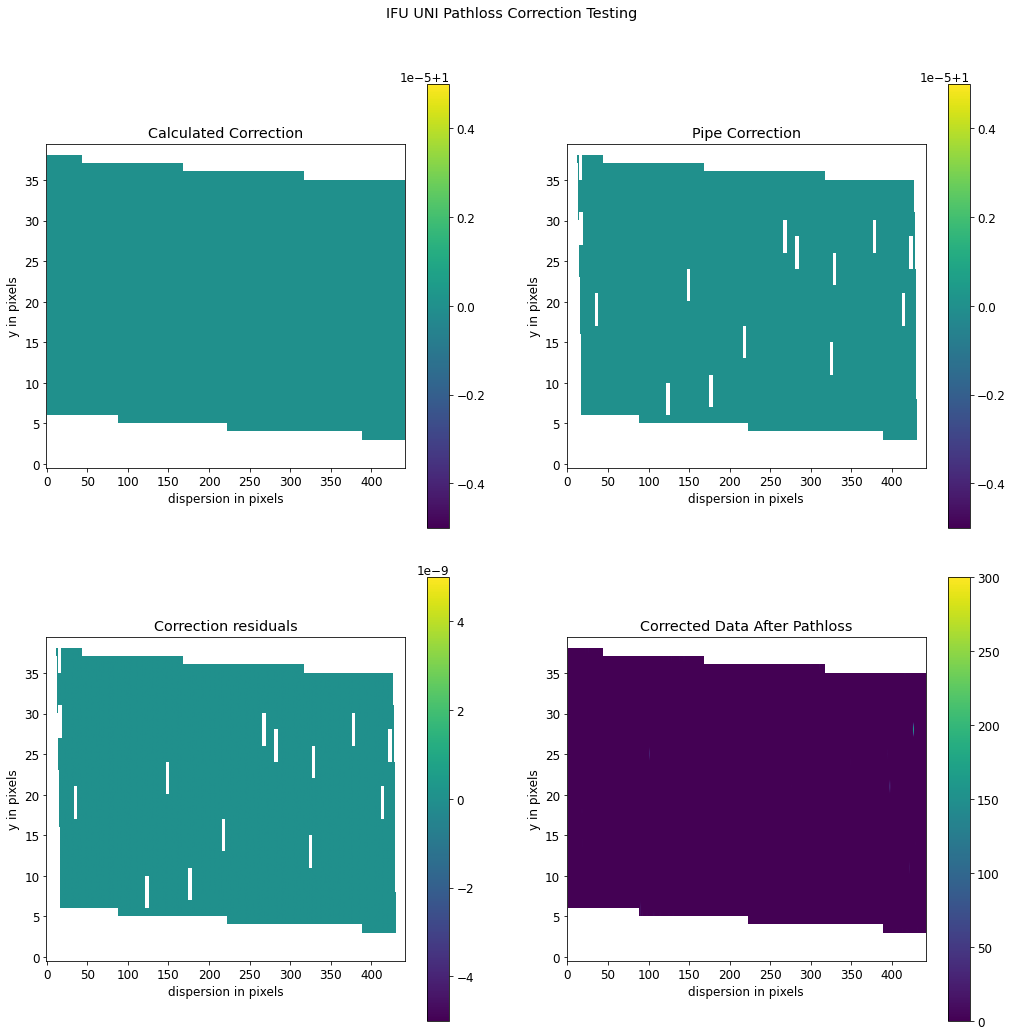 IFU UNI Pathloss Correction Testing
Calculated Correction
1e−5+1
y in pixels
35
30
25
20
15
10
5
0
0 50 100 150 200 250 300 350 400
dispersion in pixels
0.4
0.2
0.0
−0.2
−0.4
Pipe Correction
1e−5+1
y in pixels
35
30
25
20
15
10
5
0
0 50 100 150 200 250 300 350 400
dispersion in pixels
0.4
0.2
0.0
−0.2
−0.4
Correction residuals
1e−9
y in pixels
35
30
25
20
15
10
5
0
0 50 100 150 200 250 300 350 400
dispersion in pixels
4
2
0
−2
−4
Corrected Data After Pathloss
y in pixels
35
30
25
20
15
10
5
0
0 50 100 150 200 250 300 350 400
dispersion in pixels
300
250
200
150
100
50
0